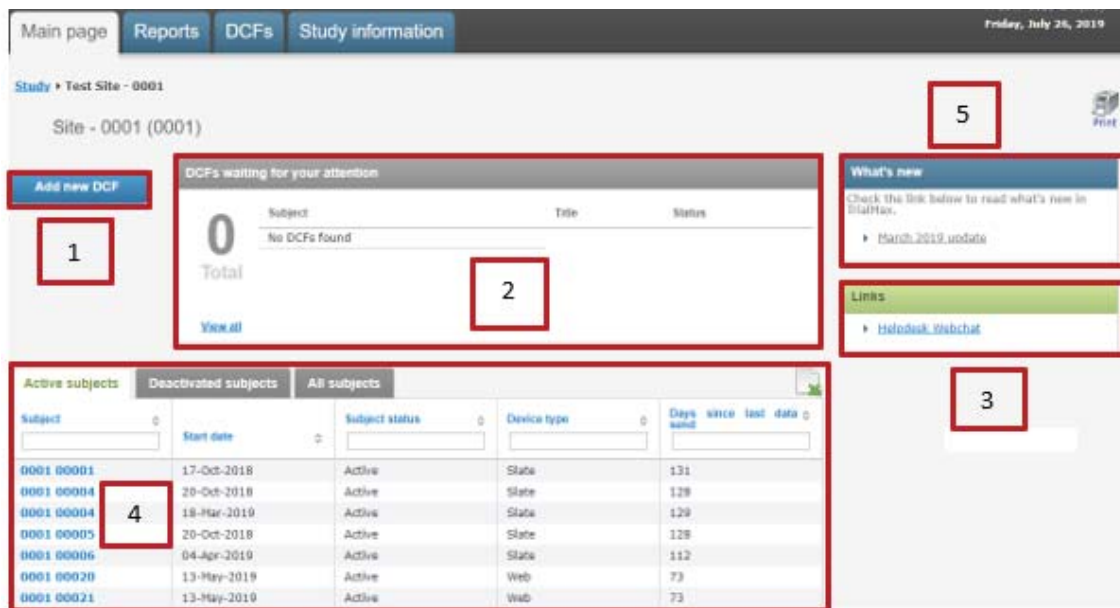 Main page Reports DCFs Study information
Friday, July 26, 2019
Study ▸ Test Site - 0001
Site - 0001 (0001)
5
Print
Add new DCF
1
DCFs waiting for your attention
Subject Title Status
0
No DCFs found
Total
2
View all
What's new
Check the link below to read what's new in
TrialMax.
March 2019 update
Links
Helpdesk Webchat
3
Active subjects Deactivated subjects All subjects
Subject Start date Subject status Device type Days since last data
send
0001 00001 17-Oct-2018 Active Slate 131
0001 00004 20-Oct-2018 Active Slate 128
0001 00004 18-Mar-2019 Active Slate 129
0001 00005 20-Oct-2018 Active Slate 128
0001 00006 04-Apr-2019 Active Slate 112
0001 00020 13-May-2019 Active Web 73
0001 00021 13-May-2019 Active Web 73
4